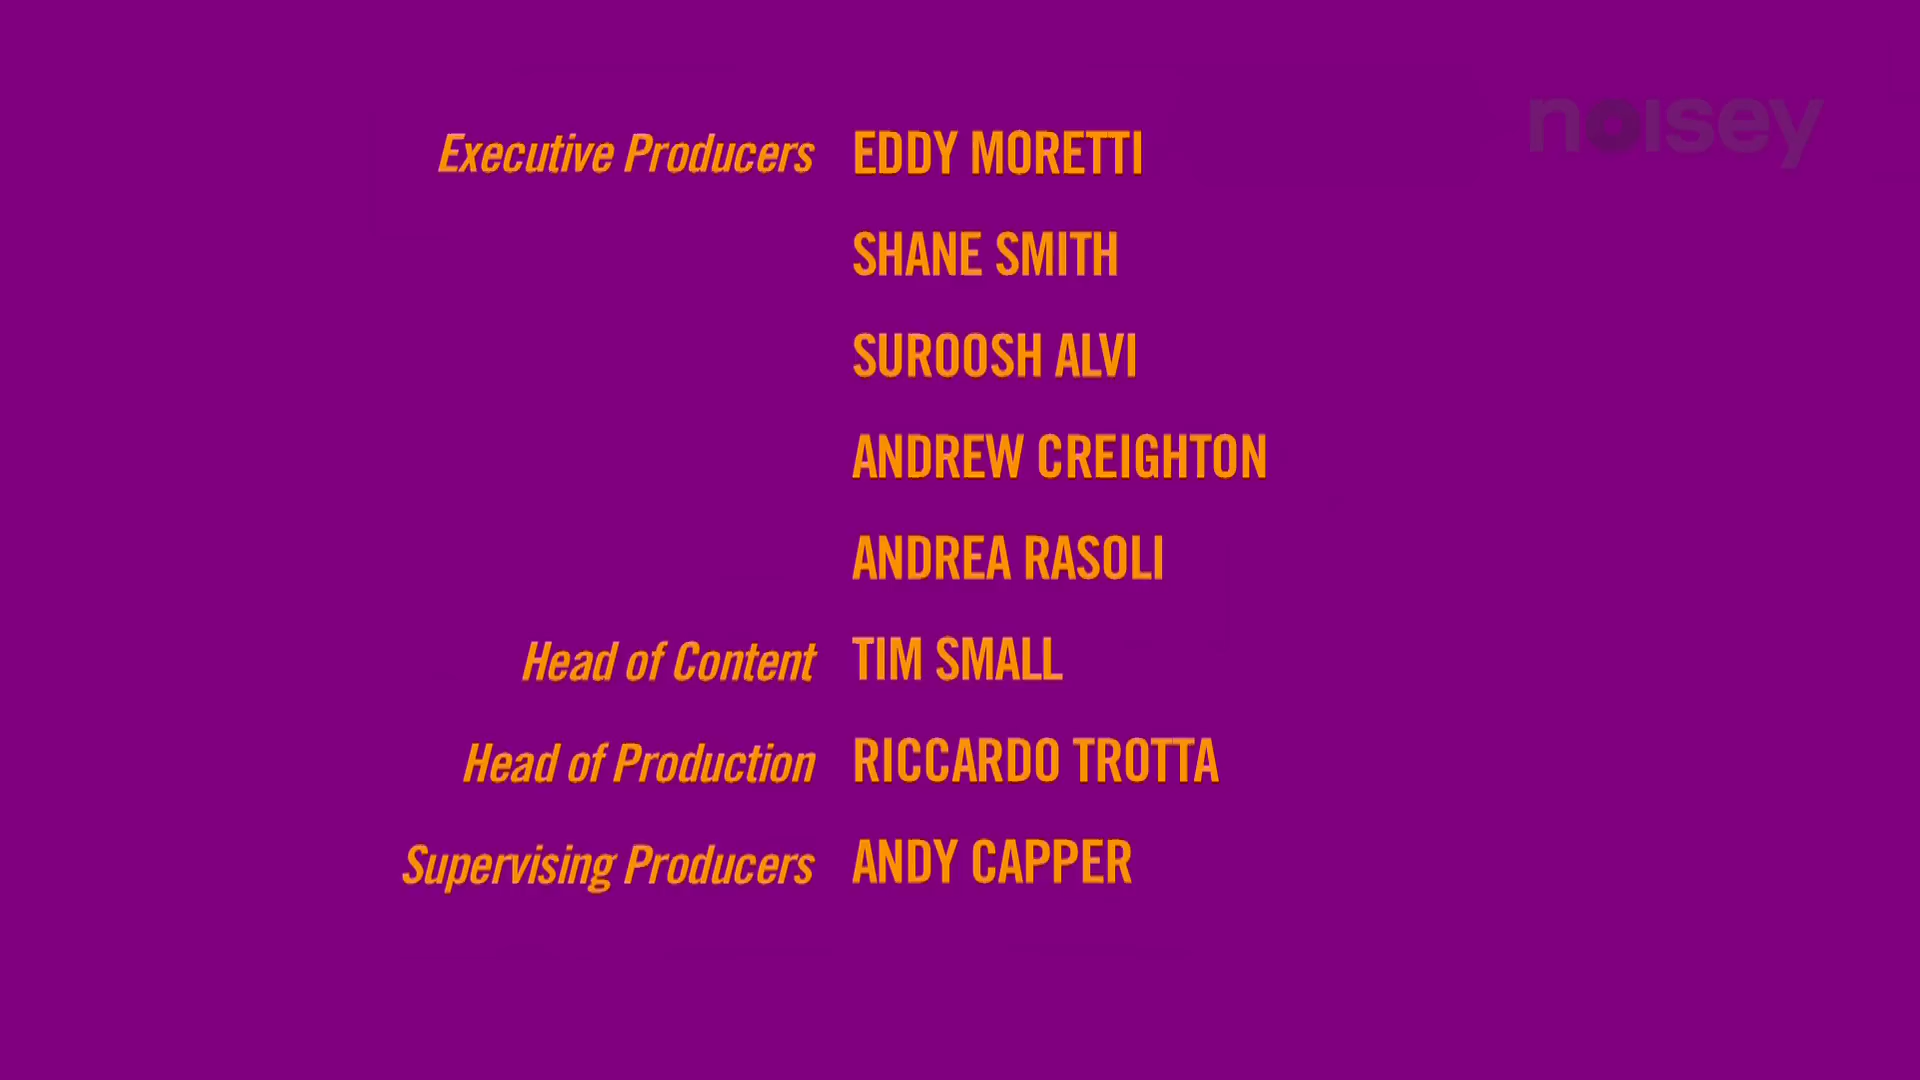 noisey
Executive Producers EDDY MORETTI
SHANE SMITH
SUROOSH ALVI
ANDREW CREIGHTON
ANDREA RASOLI
Head of Content TIM SMALL
Head of Production RICCARDO TROTTA
Supervising Producers ANDY CAPPER